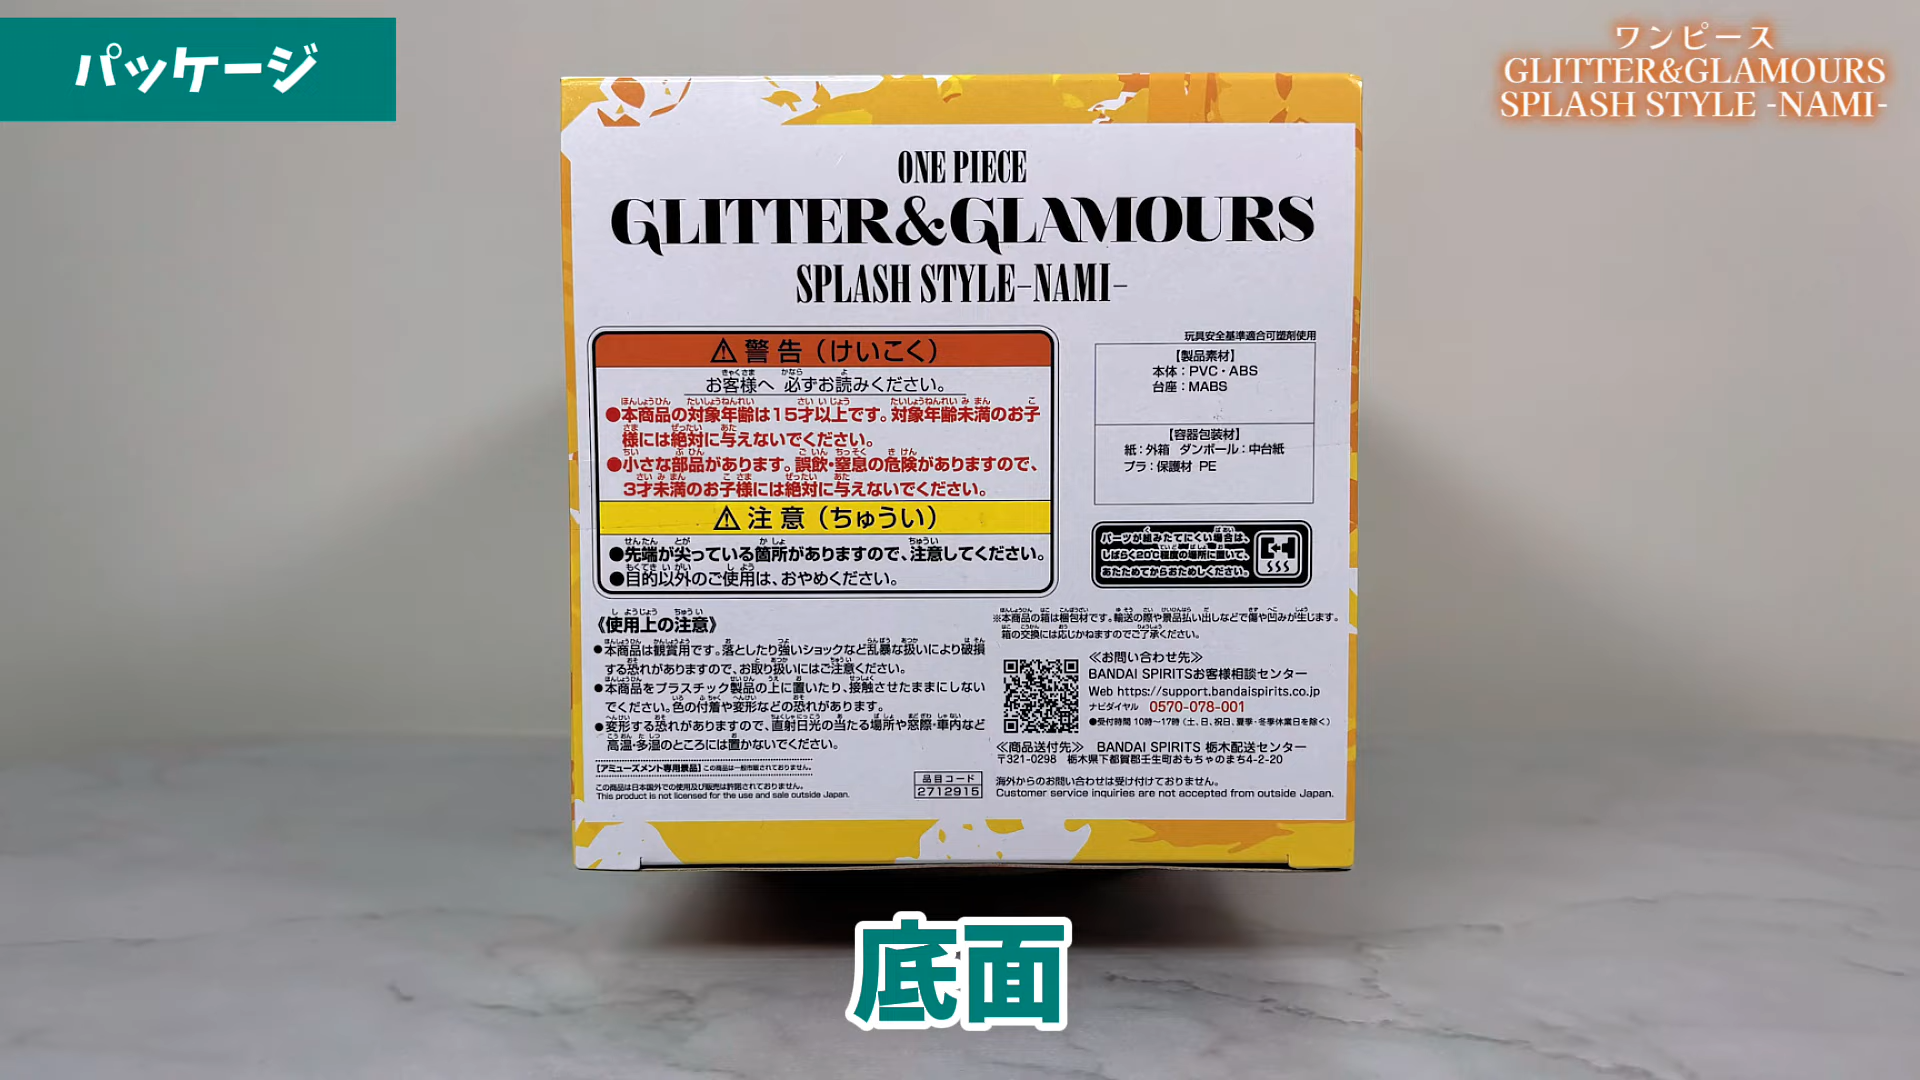 パッケージ
ワンピース
GLITTER&GLAMOURS
SPLASH STYLE -NAMI-
ONE PIECE
GLITTER&GLAMOURS
SPLASH STYLE-NAMI-
⚠警告（けいこく）
お客様へ 必ずお読みください。
●本商品の対象年齢は15才以上です。対象年齢未満のお子
様には絶対に与えないでください。
●小さな部品があります。誤飲・窒息の危険がありますので、
3才未満のお子様には絶対に与えないでください。
⚠注意（ちゅうい）
●先端が尖っている箇所がありますので、注意してください。
●目的以外のご使用は、おやめください。
玩具安全基準適合可塑剤使用
【製品素材】
本体：PVC・ABS
台座：MABS
【容器包装材】
紙：外箱 ダンボール：中台紙
プラ：保護材 PE
パーツが組みたてにくい場合は、
しばらく20℃程度の場所に置いて、
あたためてからおためしください。
《使用上の注意》
●本商品は観賞用です。落としたり強いショックなど乱暴な扱いにより破損
する恐れがありますので、お取り扱いにはご注意ください。
●本商品をプラスチック製品の上に置いたり、接触させたままにしない
でください。色の付着や変形などの恐れがあります。
●変形する恐れがありますので、直射日光の当たる場所や窓際・車内など
高温・多湿のところには置かないでください。
【アミューズメント専用景品】この商品は一般市販されておりません。
この商品は日本国外での使用及び販売は許諾されておりません。
This product is not licensed for the use and sale outside Japan.
品目コード
2712915
※本商品の箱は梱包材です。輸送の際や景品払い出しなどで傷や凹みが生じます。
箱の交換には応じかねますのでご了承ください。
≪お問い合わせ先≫
BANDAI SPIRITSお客様相談センター
Web https://support.bandaispirits.co.jp
ナビダイヤル 0570-078-001
●受付時間 10時～17時（土、日、祝日、夏季・冬季休業日を除く）
≪商品送付先≫ BANDAI SPIRITS 栃木配送センター
〒321-0298 栃木県下都賀郡壬生町おもちゃのまち4-2-20
海外からのお問い合わせは受け付けておりません。
Customer service inquiries are not accepted from outside Japan.
底面